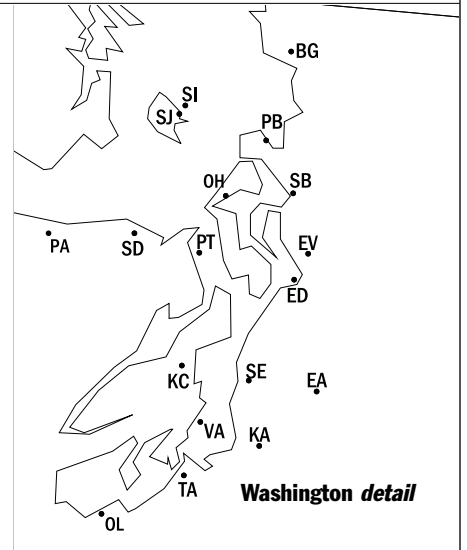 BG
SI
SJ
PB
OH
SB
PA
SD
PT
EV
ED
KC
SE
EA
VA
KA
TA
Washington detail
OL